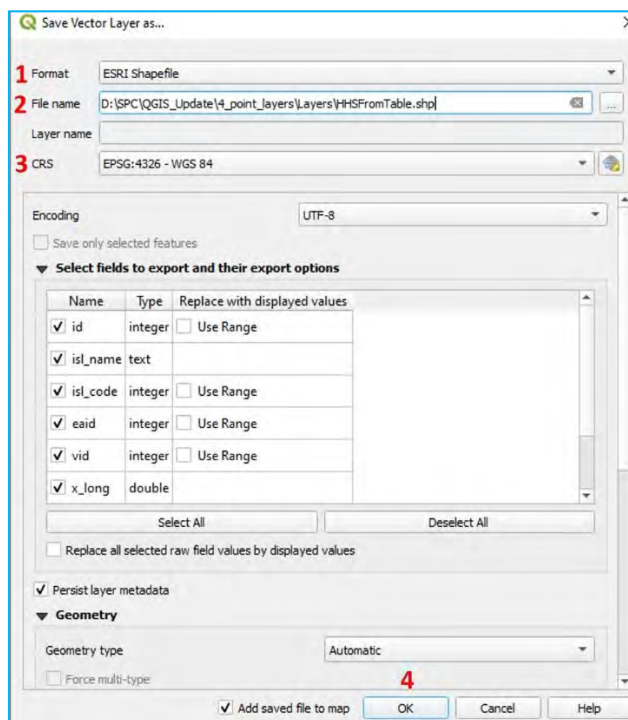 Save Vector Layer as...
1 Format ESRI Shapefile
2 File name D:\SPC\QGIS_Update\4_point_layers\Layers\HHSFromTable.shp ...
Layer name
3 CRS EPSG:4326 - WGS 84
Encoding UTF-8
Save only selected features
Select fields to export and their export options
Name Type Replace with displayed values
id integer Use Range
isl_name text
isl_code integer Use Range
eaid integer Use Range
vid integer Use Range
x_long double
Select All Deselect All
Replace all selected raw field values by displayed values
Persist layer metadata
Geometry
Geometry type Automatic
Force multi-type
4
Add saved file to map OK Cancel Help